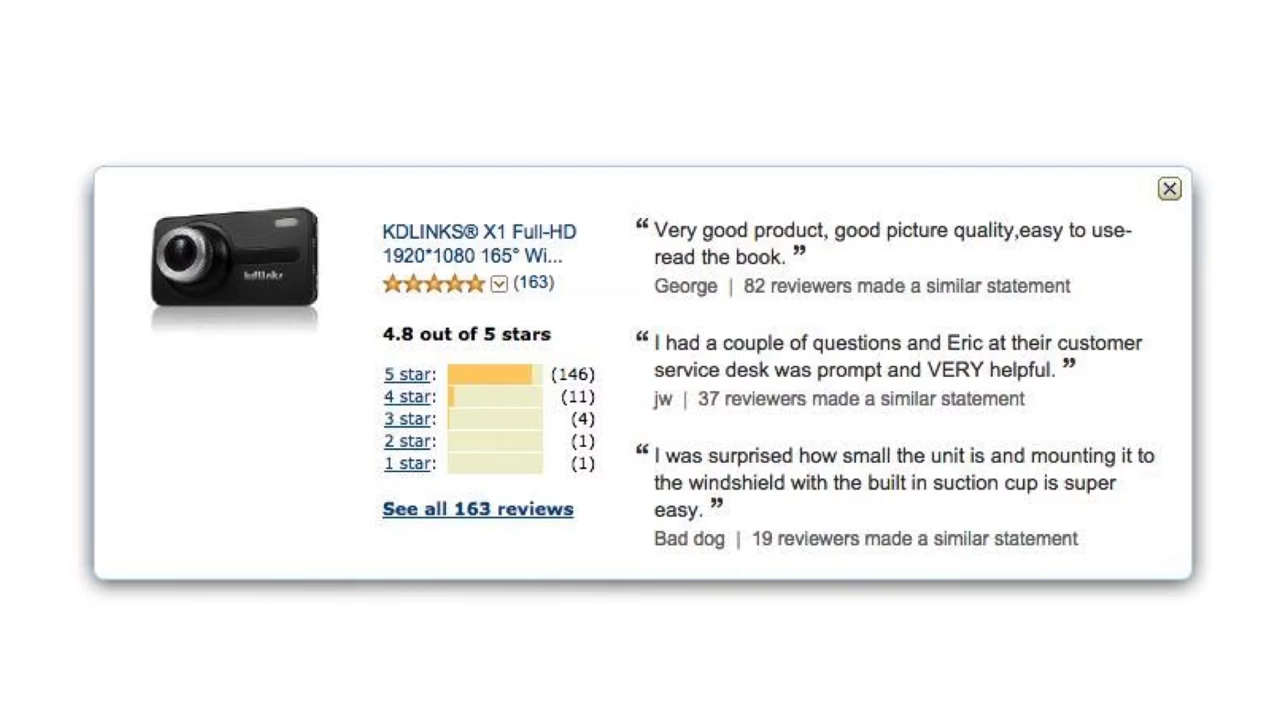 KDLINKS® X1 Full-HD
1920*1080 165° Wi...
(163)
4.8 out of 5 stars
5 star: (146)
4 star: (11)
3 star: (4)
2 star: (1)
1 star: (1)
See all 163 reviews
“ Very good product, good picture quality,easy to use-
read the book. ”
George | 82 reviewers made a similar statement
“ I had a couple of questions and Eric at their customer
service desk was prompt and VERY helpful. ”
jw | 37 reviewers made a similar statement
“ I was surprised how small the unit is and mounting it to
the windshield with the built in suction cup is super
easy. ”
Bad dog | 19 reviewers made a similar statement
kdlinks